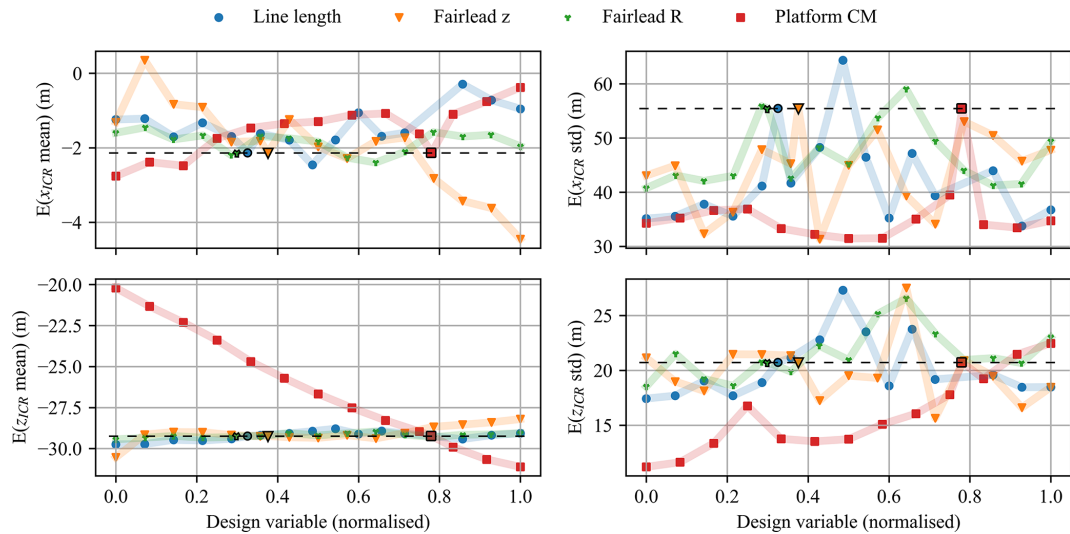 Line length Fairlead z Fairlead R Platform CM
E(x_ICR mean) (m)
0
−2
−4
E(x_ICR std) (m)
60
50
40
30
E(z_ICR mean) (m)
−20.0
−22.5
−25.0
−27.5
−30.0
0.0 0.2 0.4 0.6 0.8 1.0
Design variable (normalised)
E(z_ICR std) (m)
25
20
15
0.0 0.2 0.4 0.6 0.8 1.0
Design variable (normalised)